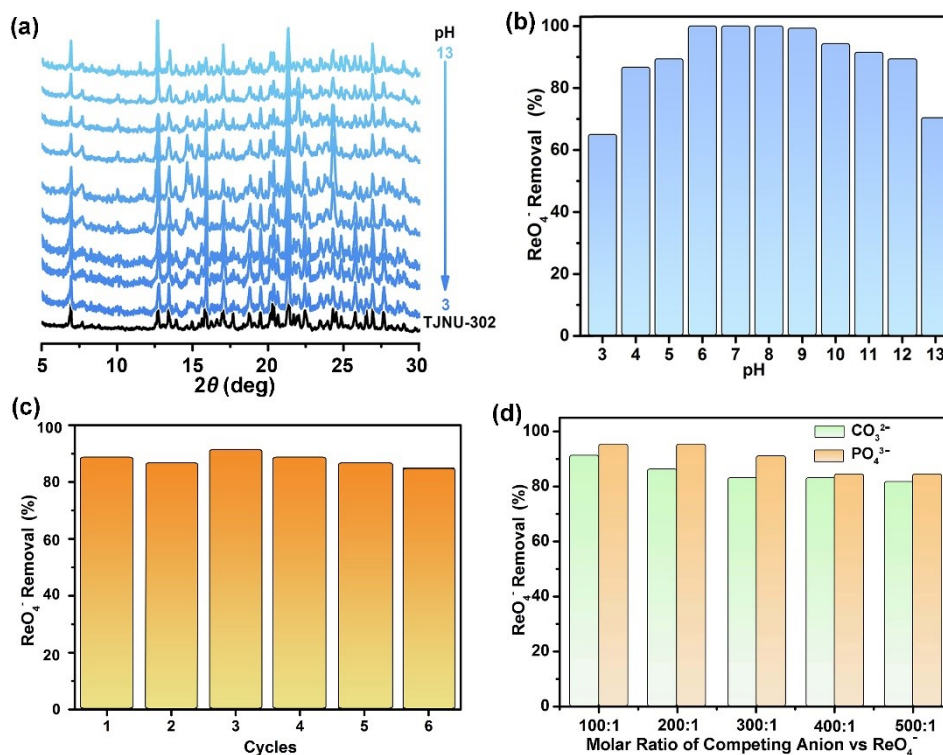 (a)
pH
13
3
TJNU-302
5 10 15 20 25 30
2θ (deg)
(b)
ReO₄⁻ Removal (%)
100
80
60
40
20
0
3 4 5 6 7 8 9 10 11 12 13
pH
(c)
ReO₄⁻ Removal (%)
100
80
60
40
20
0
1 2 3 4 5 6
Cycles
(d)
ReO₄⁻ Removal (%)
100
80
60
40
20
0
CO₃²⁻
PO₄³⁻
100:1 200:1 300:1 400:1 500:1
Molar Ratio of Competing Anion vs ReO₄⁻